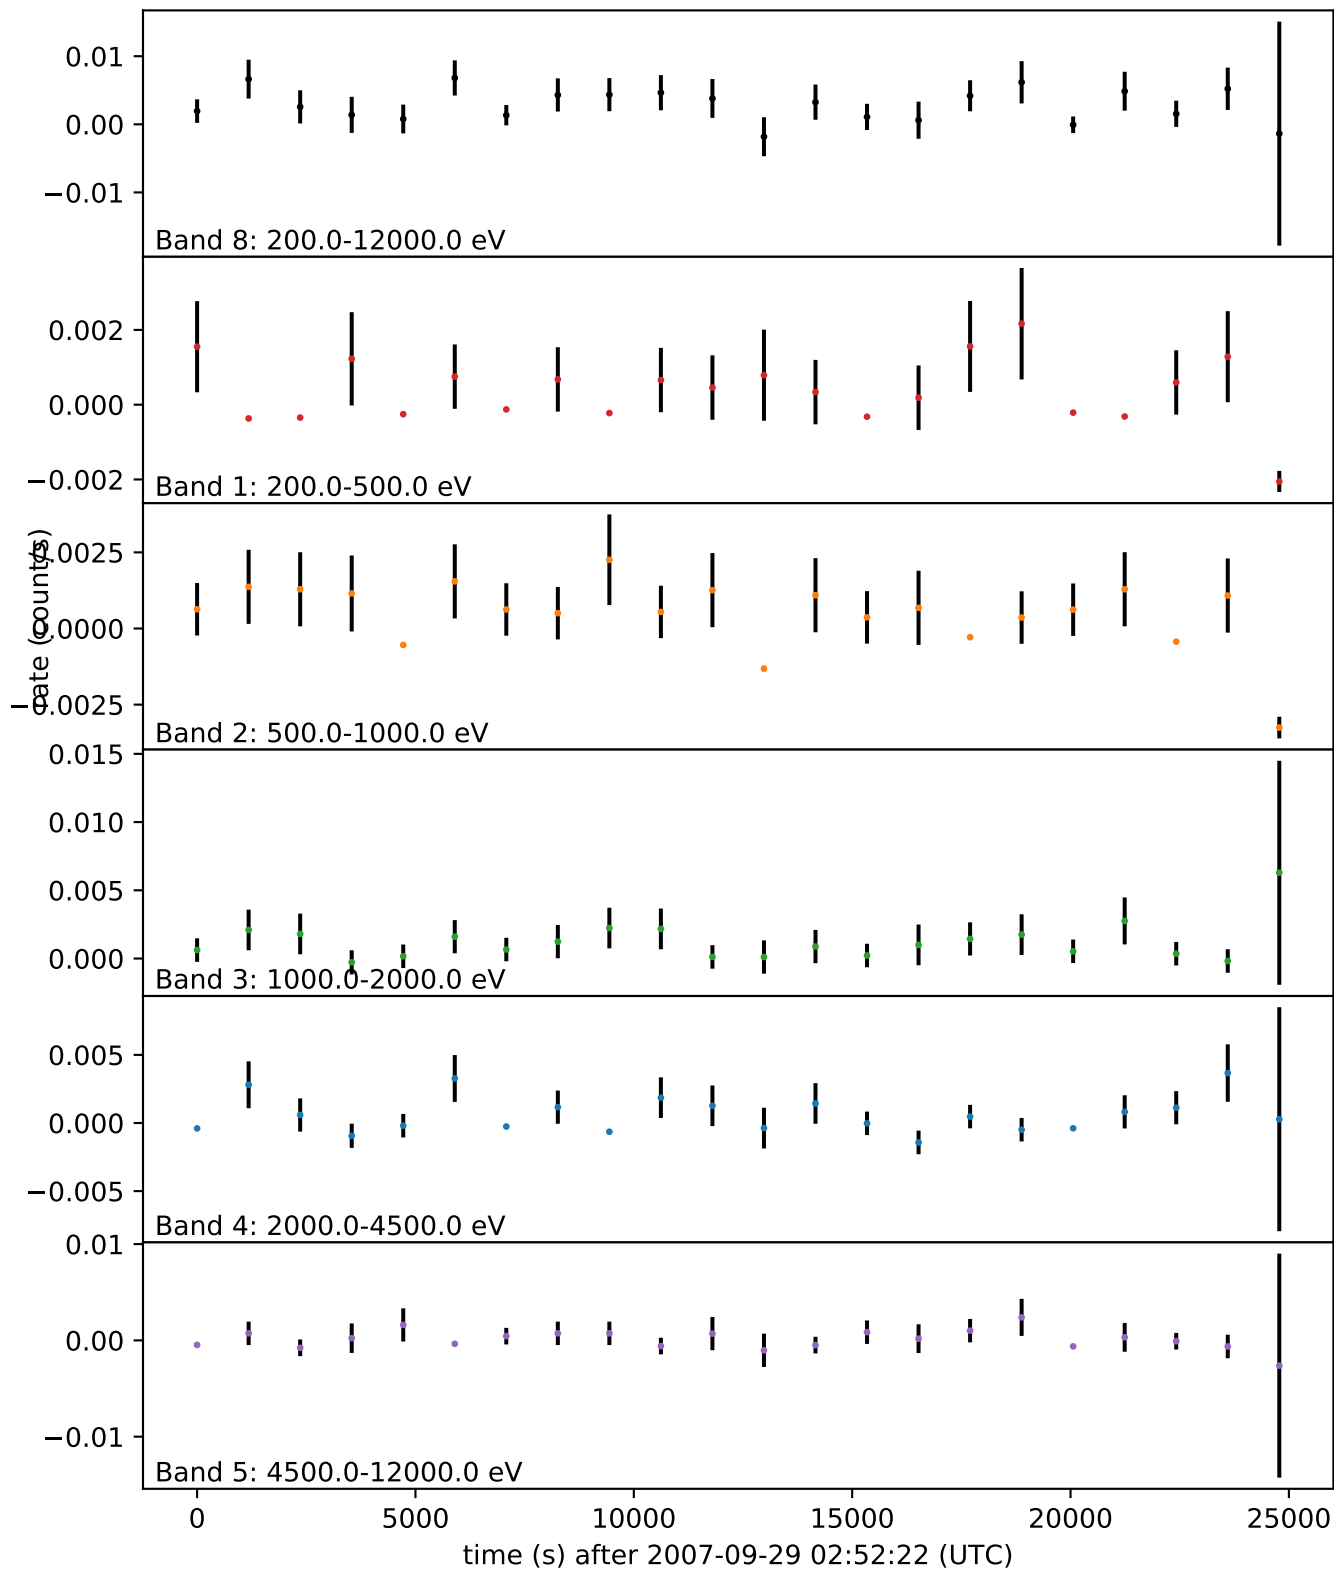 0.01
0.00
−0.01
Band 8: 200.0-12000.0 eV
0.002
0.000
−0.002
Band 1: 200.0-500.0 eV
rate (count/s)
0.0025
0.0000
−0.0025
Band 2: 500.0-1000.0 eV
0.015
0.010
0.005
0.000
Band 3: 1000.0-2000.0 eV
0.005
0.000
−0.005
Band 4: 2000.0-4500.0 eV
0.01
0.00
−0.01
Band 5: 4500.0-12000.0 eV
0 5000 10000 15000 20000 25000
time (s) after 2007-09-29 02:52:22 (UTC)